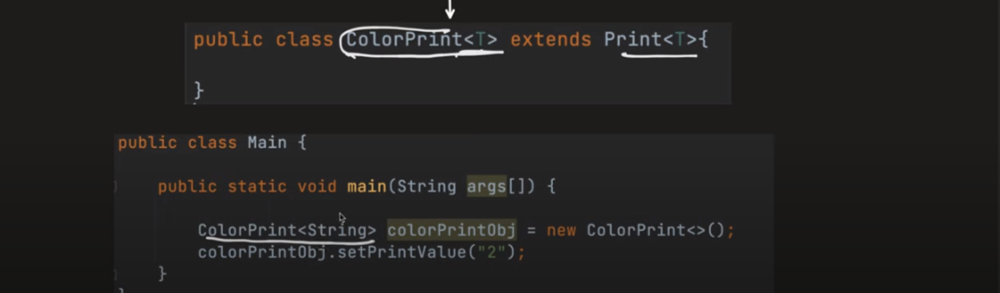 public class ColorPrint<T> extends Print<T>{
}
public class Main {
public static void main(String args[]) {
ColorPrint<String> colorPrintObj = new ColorPrint<>();
colorPrintObj.setPrintValue("2");
}
}